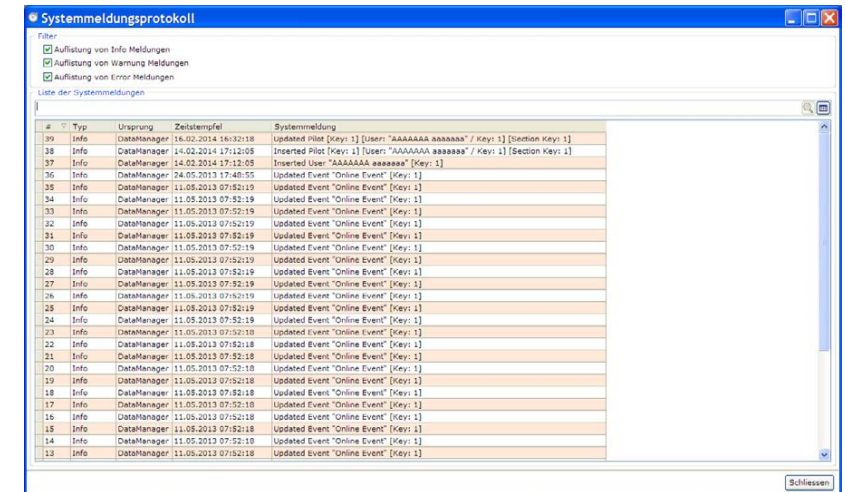 Systemmeldungsprotokoll
Filter
Auflistung von Info Meldungen
Auflistung von Warnung Meldungen
Auflistung von Error Meldungen
Liste der Systemmeldungen
# Typ Ursprung Zeitstempfel Systemmeldung
39 Info DataManager 16.02.2014 16:32:18 Updated Pilot [Key: 1] [User: "AAAAAAA aaaaaaa" / Key: 1] [Section Key: 1]
38 Info DataManager 14.02.2014 17:12:05 Inserted Pilot [Key: 1] [User: "AAAAAAA aaaaaaa" / Key: 1] [Section Key: 1]
37 Info DataManager 14.02.2014 17:12:05 Inserted User "AAAAAAA aaaaaaa" [Key: 1]
36 Info DataManager 24.05.2013 17:48:55 Updated Event "Online Event" [Key: 1]
35 Info DataManager 11.05.2013 07:52:19 Updated Event "Online Event" [Key: 1]
34 Info DataManager 11.05.2013 07:52:19 Updated Event "Online Event" [Key: 1]
33 Info DataManager 11.05.2013 07:52:19 Updated Event "Online Event" [Key: 1]
32 Info DataManager 11.05.2013 07:52:19 Updated Event "Online Event" [Key: 1]
31 Info DataManager 11.05.2013 07:52:19 Updated Event "Online Event" [Key: 1]
30 Info DataManager 11.05.2013 07:52:19 Updated Event "Online Event" [Key: 1]
29 Info DataManager 11.05.2013 07:52:19 Updated Event "Online Event" [Key: 1]
28 Info DataManager 11.05.2013 07:52:19 Updated Event "Online Event" [Key: 1]
27 Info DataManager 11.05.2013 07:52:19 Updated Event "Online Event" [Key: 1]
26 Info DataManager 11.05.2013 07:52:19 Updated Event "Online Event" [Key: 1]
25 Info DataManager 11.05.2013 07:52:19 Updated Event "Online Event" [Key: 1]
24 Info DataManager 11.05.2013 07:52:19 Updated Event "Online Event" [Key: 1]
23 Info DataManager 11.05.2013 07:52:18 Updated Event "Online Event" [Key: 1]
22 Info DataManager 11.05.2013 07:52:18 Updated Event "Online Event" [Key: 1]
21 Info DataManager 11.05.2013 07:52:18 Updated Event "Online Event" [Key: 1]
20 Info DataManager 11.05.2013 07:52:18 Updated Event "Online Event" [Key: 1]
19 Info DataManager 11.05.2013 07:52:18 Updated Event "Online Event" [Key: 1]
18 Info DataManager 11.05.2013 07:52:18 Updated Event "Online Event" [Key: 1]
17 Info DataManager 11.05.2013 07:52:18 Updated Event "Online Event" [Key: 1]
16 Info DataManager 11.05.2013 07:52:18 Updated Event "Online Event" [Key: 1]
15 Info DataManager 11.05.2013 07:52:18 Updated Event "Online Event" [Key: 1]
14 Info DataManager 11.05.2013 07:52:18 Updated Event "Online Event" [Key: 1]
13 Info DataManager 11.05.2013 07:52:18 Updated Event "Online Event" [Key: 1]
Schliessen